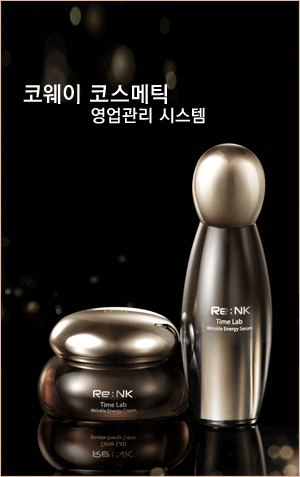 코웨이 코스메틱
영업관리 시스템
Re:NK
Time Lab
Wrinkle Energy Serum
Re:NK
Time Lab
Wrinkle Energy Cream